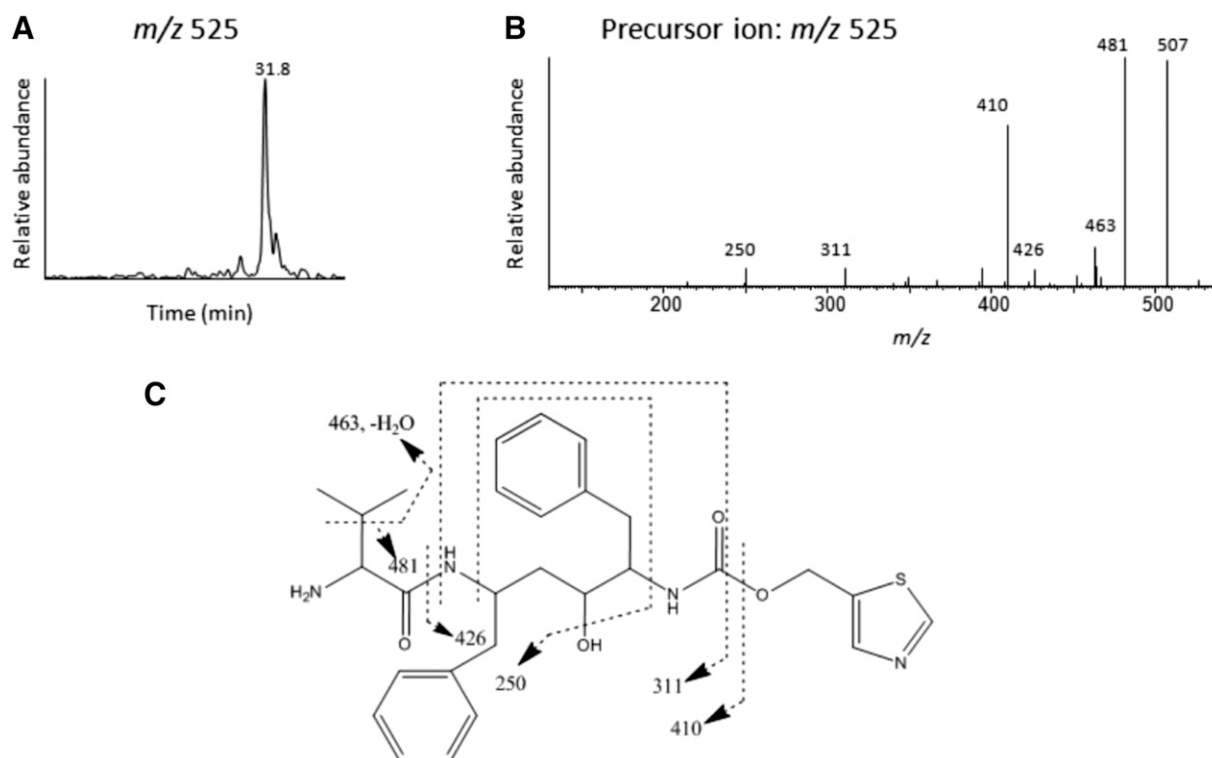 A
m/z 525
31.8
Relative abundance
Time (min)
B
Precursor ion: m/z 525
481
507
410
463
426
311
250
Relative abundance
200
300
400
500
m/z
C
463, -H₂O
481
H₂N
O
H
N
426
250
OH
N
H
O
O
S
N
311
410